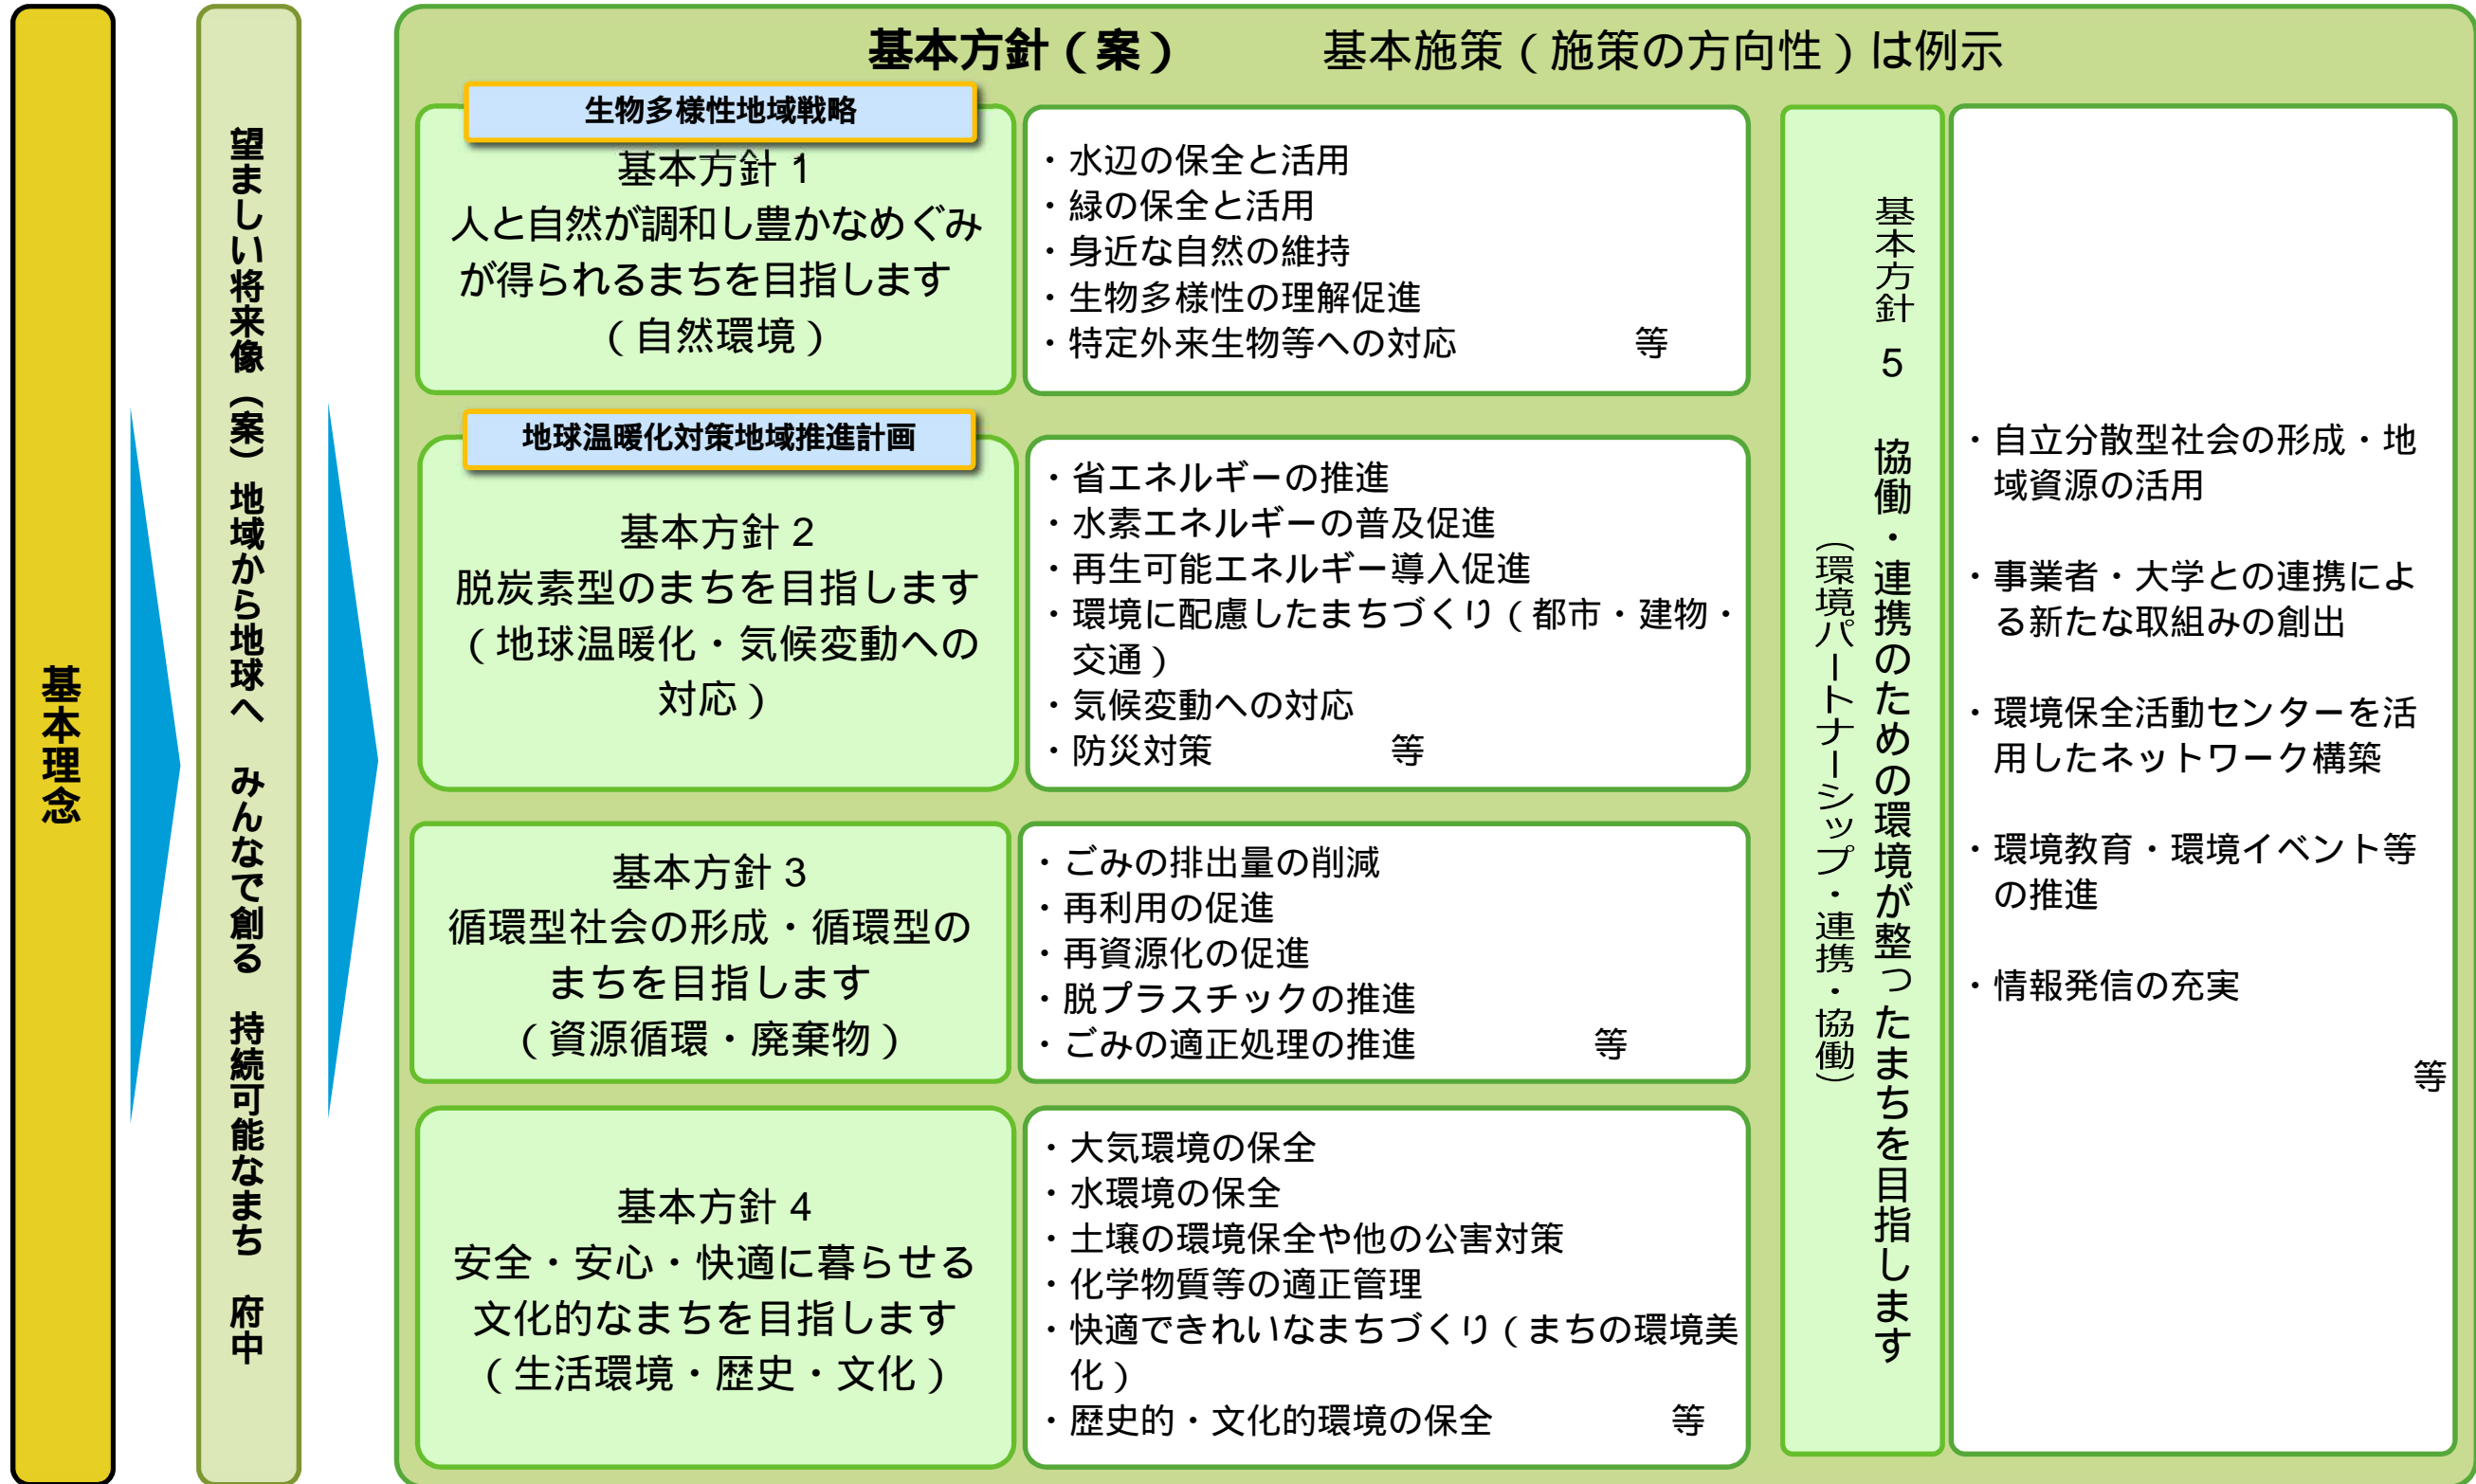 基本理念
望ましい将来像（案）地域から地球へ　みんなで創る　持続可能なまち　府中
基本方針（案）　　　基本施策（施策の方向性）は例示
生物多様性地域戦略
基本方針 1
人と自然が調和し豊かなめぐみ
が得られるまちを目指します
（自然環境）
・水辺の保全と活用
・緑の保全と活用
・身近な自然の維持
・生物多様性の理解促進
・特定外来生物等への対応　　　　　等
地球温暖化対策地域推進計画
基本方針 2
脱炭素型のまちを目指します
（地球温暖化・気候変動への
対応）
・省エネルギーの推進
・水素エネルギーの普及促進
・再生可能エネルギー導入促進
・環境に配慮したまちづくり（都市・建物・
交通）
・気候変動への対応
・防災対策　　　　　等
基本方針 3
循環型社会の形成・循環型の
まちを目指します
（資源循環・廃棄物）
・ごみの排出量の削減
・再利用の促進
・再資源化の促進
・脱プラスチックの推進
・ごみの適正処理の推進　　　　　等
基本方針 4
安全・安心・快適に暮らせる
文化的なまちを目指します
（生活環境・歴史・文化）
・大気環境の保全
・水環境の保全
・土壌の環境保全や他の公害対策
・化学物質等の適正管理
・快適できれいなまちづくり（まちの環境美
化）
・歴史的・文化的環境の保全　　　　　等
基本方針 5　協働・連携のための環境が整ったまちを目指します
（環境パートナーシップ・連携・協働）
・自立分散型社会の形成・地
域資源の活用
・事業者・大学との連携によ
る新たな取組みの創出
・環境保全活動センターを活
用したネットワーク構築
・環境教育・環境イベント等
の推進
・情報発信の充実
等